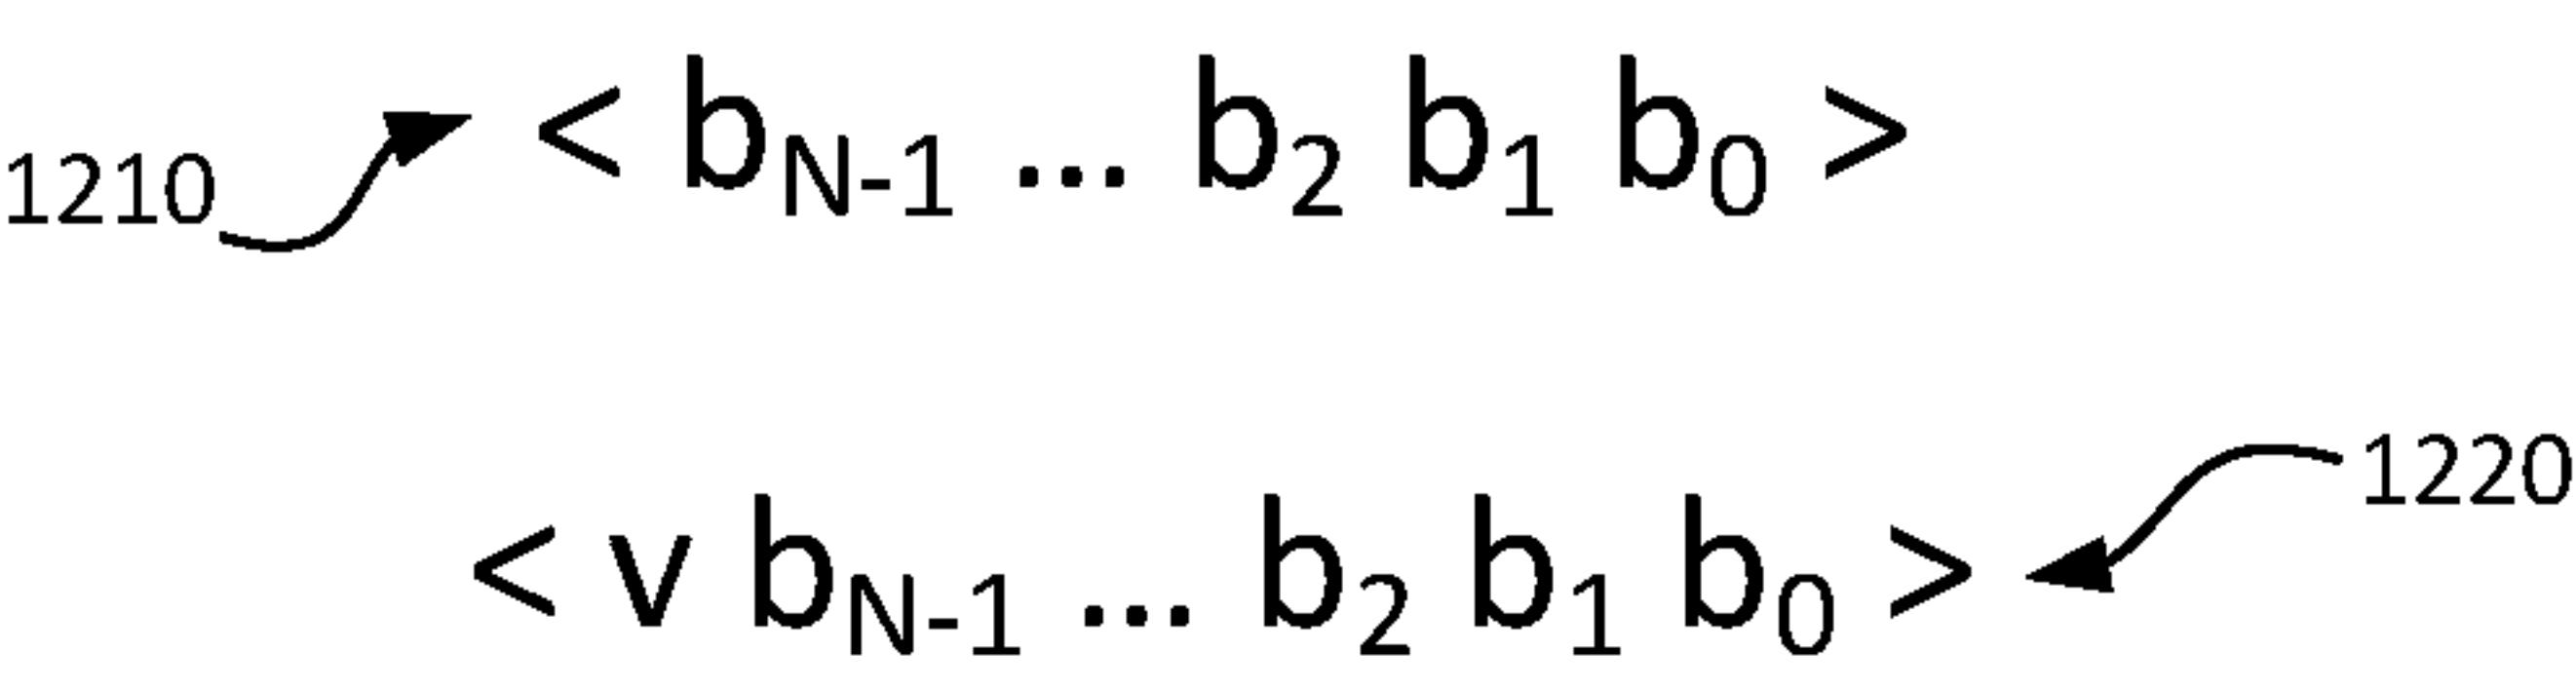 1210 < b_{N-1} ... b_2 b_1 b_0 >
< v b_{N-1} ... b_2 b_1 b_0 > 1220